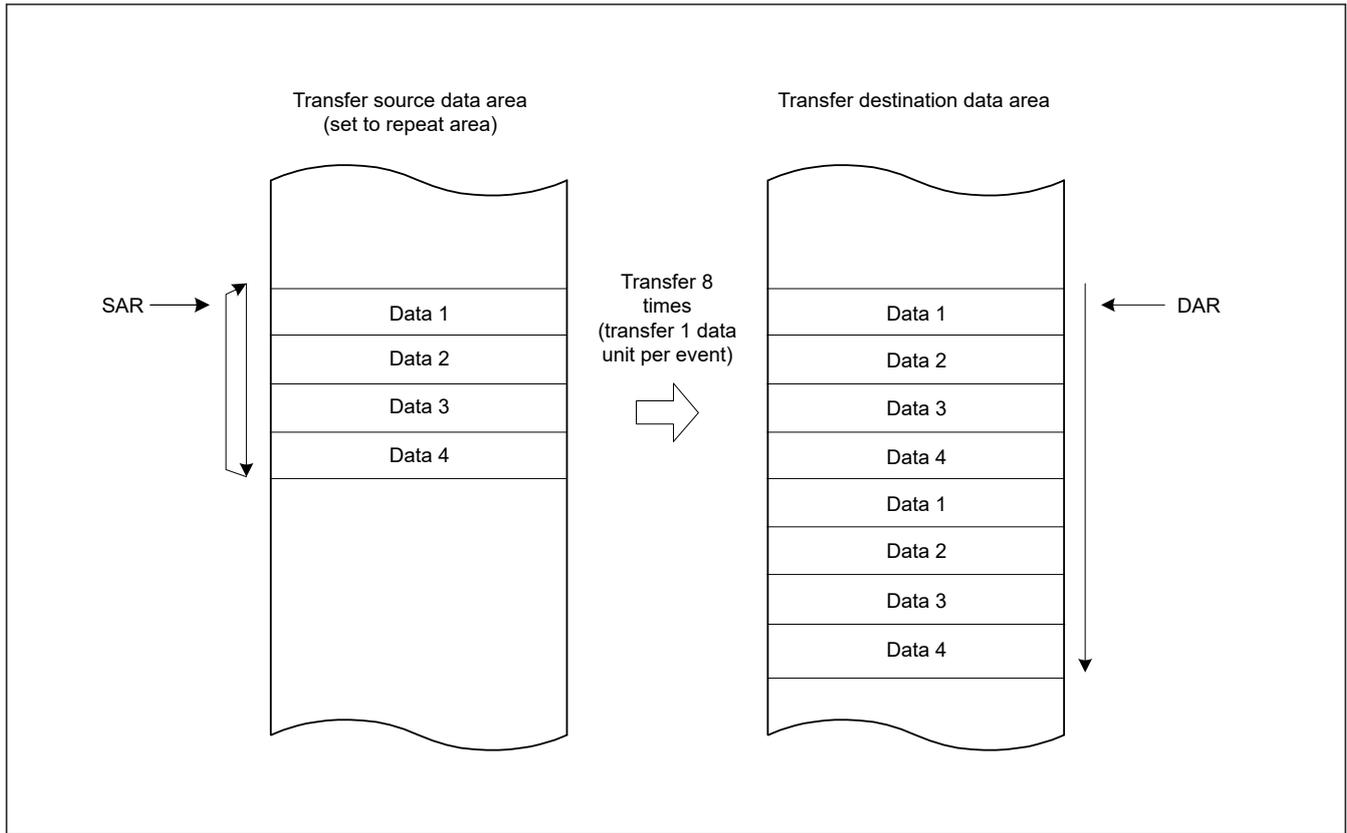 Transfer source data area
(set to repeat area)
Transfer destination data area
SAR
Data 1
Data 2
Data 3
Data 4
Transfer 8
times
(transfer 1 data
unit per event)
Data 1
Data 2
Data 3
Data 4
Data 1
Data 2
Data 3
Data 4
DAR